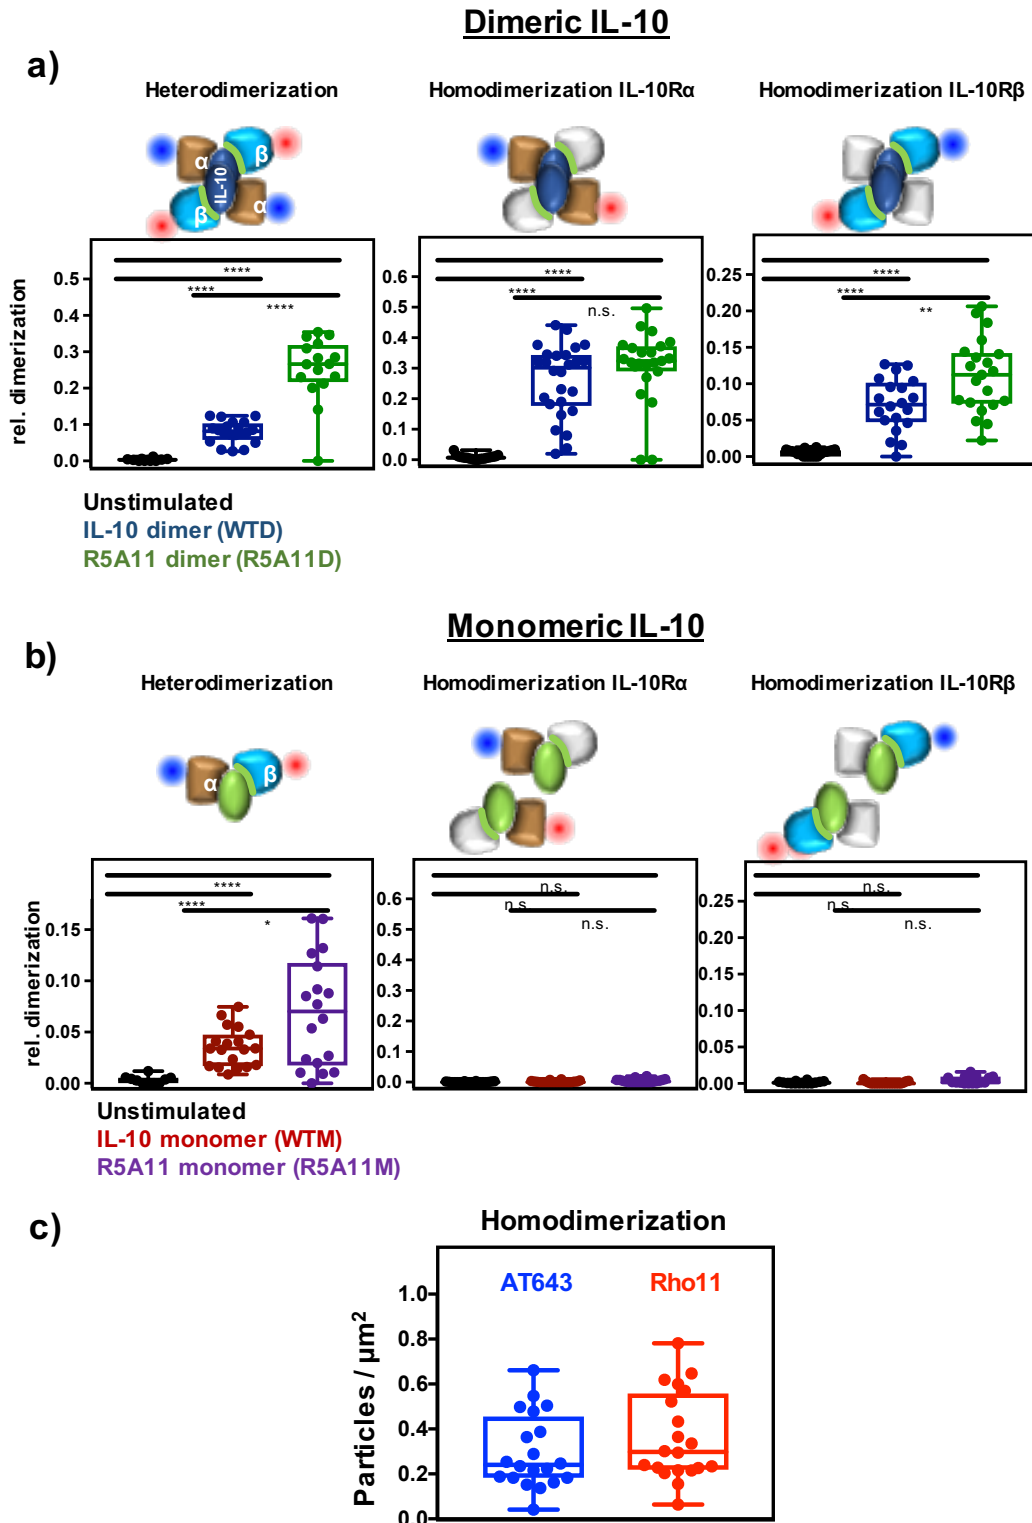 Dimeric IL-10
a)
Heterodimerization
Homodimerization IL-10Rα
Homodimerization IL-10Rβ
α
β
IL-10
β
α
rel. dimerization
0.5
0.4
0.3
0.2
0.1
0.0
****
****
****
0.6
0.5
0.4
0.3
0.2
0.1
0.0
****
****
n.s.
0.25
0.20
0.15
0.10
0.05
0.00
****
****
**
Unstimulated
IL-10 dimer (WTD)
R5A11 dimer (R5A11D)
Monomeric IL-10
b)
Heterodimerization
Homodimerization IL-10Rα
Homodimerization IL-10Rβ
α
β
rel. dimerization
0.15
0.10
0.05
0.00
****
****
*
0.6
0.5
0.4
0.3
0.2
0.1
0.0
n.s.
n.s
n.s.
0.25
0.20
0.15
0.10
0.05
0.00
n.s.
n.s
n.s.
Unstimulated
IL-10 monomer (WTM)
R5A11 monomer (R5A11M)
c)
Homodimerization
AT643
Rho11
Particles / µm²
1.0
0.8
0.6
0.4
0.2
0.0